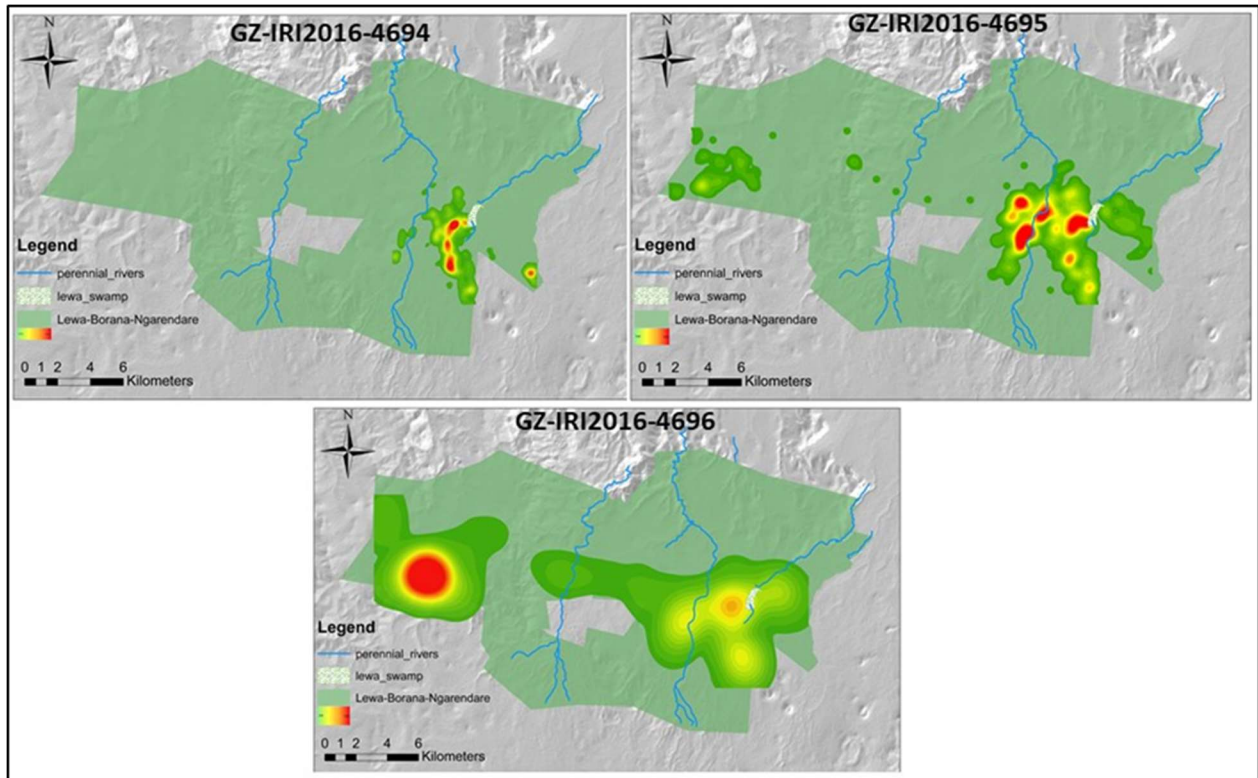 N
GZ-IRI2016-4694
Legend
perennial_rivers
lewa_swamp
Lewa-Borana-Ngarendare
0 1 2 6
Kilometers
N
GZ-IRI2016-4695
Legend
perennial_rivers
lewa_swamp
Lewa-Borana-Ngarendare
0 1 2 6
Kilometers
N
GZ-IRI2016-4696
Legend
perennial_rivers
lewa_swamp
Lewa-Borana-Ngarendare
0 1 2 4 6
Kilometers